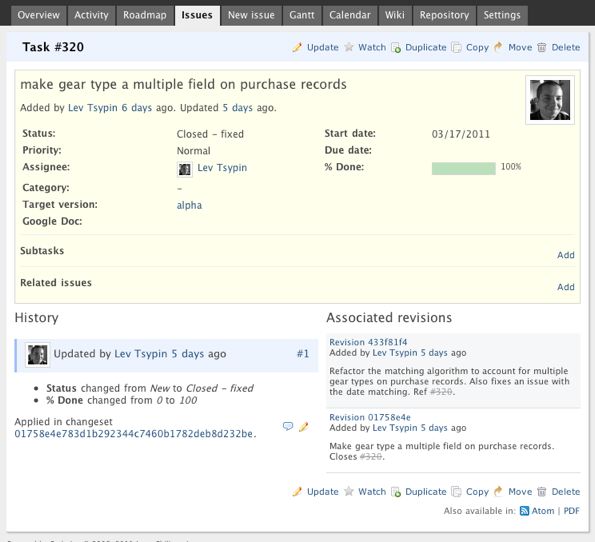 Overview Activity Roadmap Issues New issue Gantt Calendar Wiki Repository Settings
Task #320
Update Watch Duplicate Copy Move Delete
make gear type a multiple field on purchase records
Added by Lev Tsypin 6 days ago. Updated 5 days ago.
Status: Closed - fixed Start date: 03/17/2011
Priority: Normal Due date:
Assignee: Lev Tsypin % Done: 100%
Category: -
Target version: alpha
Google Doc:
Subtasks Add
Related issues Add
History
Updated by Lev Tsypin 5 days ago #1
Status changed from New to Closed - fixed
% Done changed from 0 to 100
Applied in changeset
01758e4e783d1b292344c7460b1782deb8d232be.
Associated revisions
Revision 433f81f4
Added by Lev Tsypin 5 days ago
Refactor the matching algorithm to account for multiple
gear types on purchase records. Also fixes an issue with
the date matching. Ref #320.
Revision 01758e4e
Added by Lev Tsypin 5 days ago
Make gear type a multiple field on purchase records.
Closes #320.
Update Watch Duplicate Copy Move Delete
Also available in: Atom | PDF